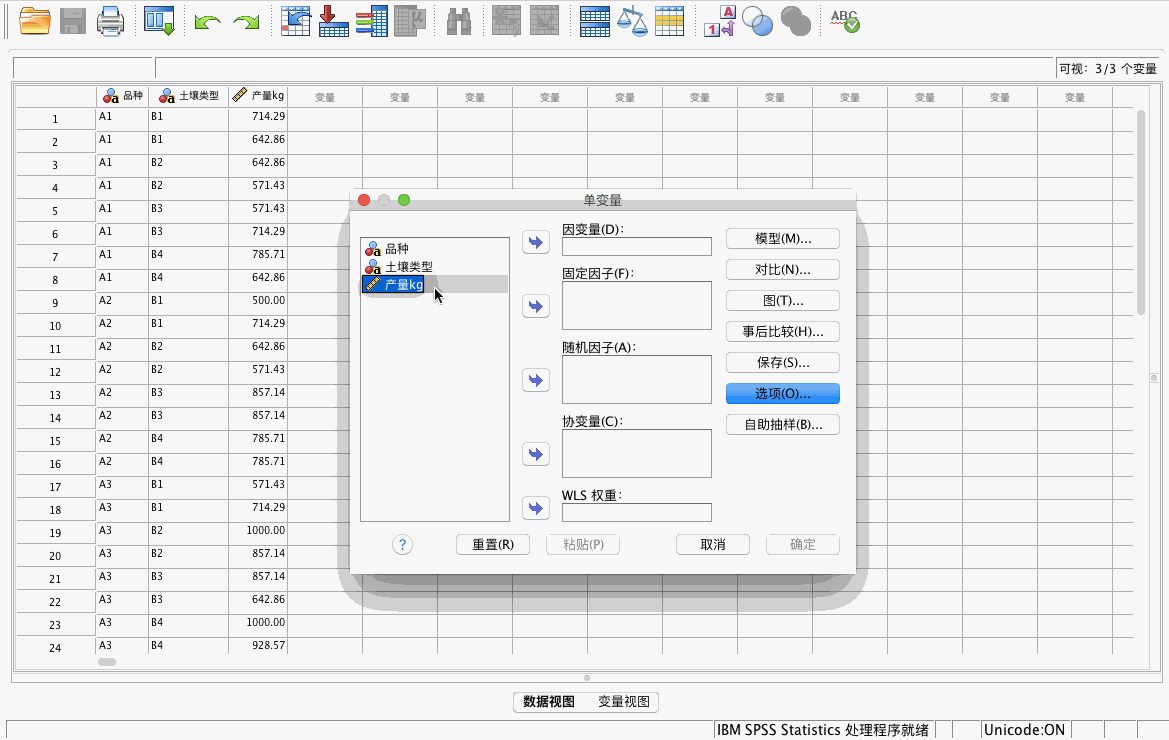 A
1
ABC
可视: 3/3 个变量
品种 土壤类型 产量kg 变量 变量 变量 变量 变量 变量 变量 变量 变量 变量 变量
1 A1 B1 714.29
2 A1 B1 642.86
3 A1 B2 642.86
4 A1 B2 571.43
5 A1 B3 571.43
6 A1 B3 714.29
7 A1 B4 785.71
8 A1 B4 642.86
9 A2 B1 500.00
10 A2 B1 714.29
11 A2 B2 642.86
12 A2 B2 571.43
13 A2 B3 857.14
14 A2 B3 857.14
15 A2 B4 785.71
16 A2 B4 785.71
17 A3 B1 571.43
18 A3 B1 714.29
19 A3 B2 1000.00
20 A3 B2 857.14
21 A3 B3 857.14
22 A3 B3 642.86
23 A3 B4 1000.00
24 A3 B4 928.57
单变量
品种
土壤类型
产量kg
因变量(D):
固定因子(F):
随机因子(A):
协变量(C):
WLS 权重:
模型(M)...
对比(N)...
图(T)...
事后比较(H)...
保存(S)...
选项(O)...
自助抽样(B)...
? 重置(R) 粘贴(P) 取消 确定
数据视图 变量视图
IBM SPSS Statistics 处理程序就绪 Unicode:ON